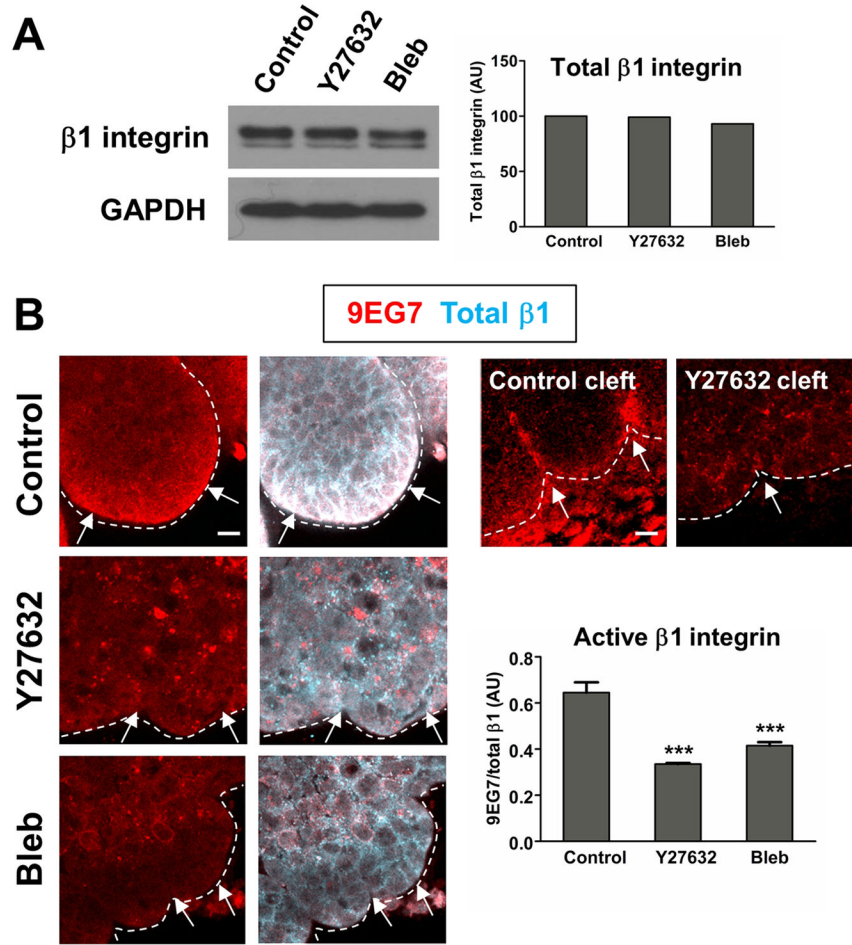 A
Control
Y27632
Bleb
β1 integrin
GAPDH
Total β1 integrin
Total β1 integrin (AU)
150
100
50
0
Control Y27632 Bleb
B
9EG7 Total β1
Control
Control cleft
Y27632 cleft
Y27632
Bleb
Active β1 integrin
9EG7/total β1 (AU)
0.8
0.6
0.4
0.2
0.0
***
***
Control Y27632 Bleb